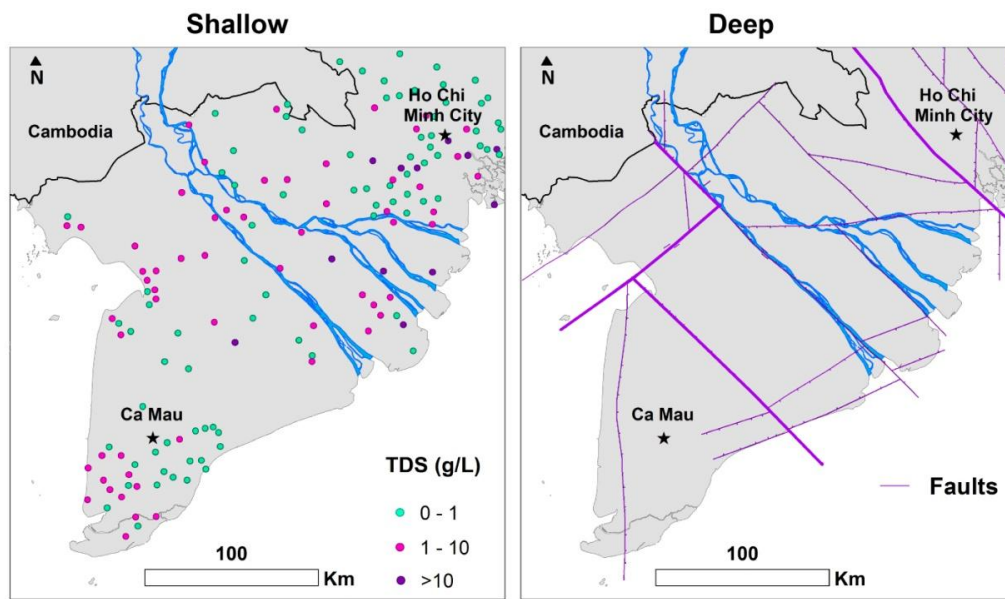 Shallow
N
Cambodia
Ho Chi
Minh City
Ca Mau
TDS (g/L)
0 - 1
1 - 10
>10
100
Km
Deep
N
Cambodia
Ho Chi
Minh City
Ca Mau
Faults
100
Km